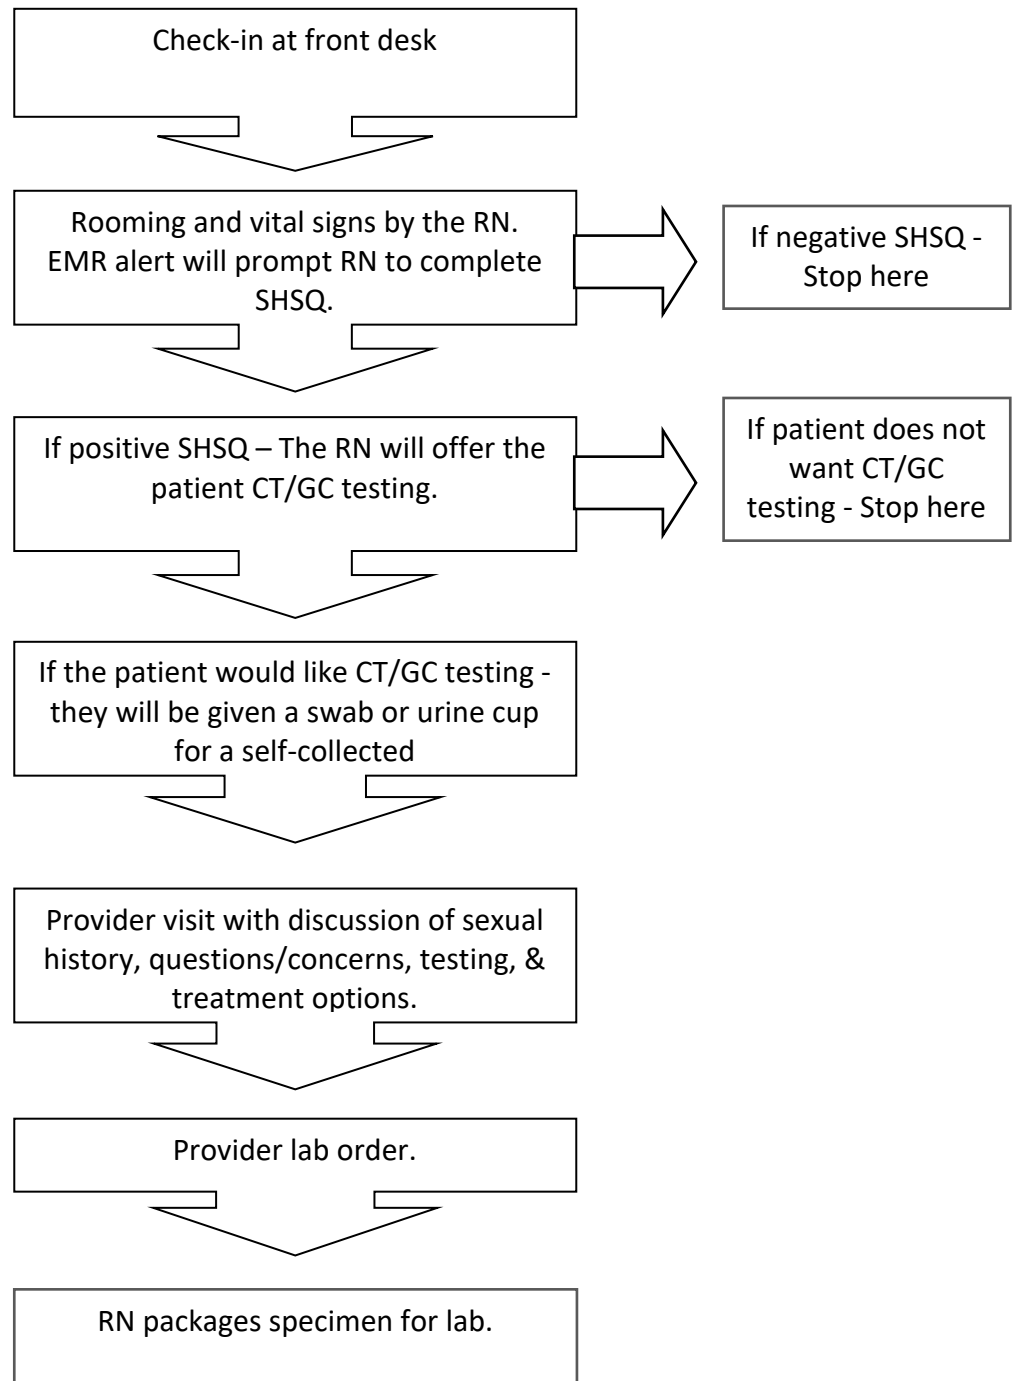 Check-in at front desk
Rooming and vital signs by the RN.
EMR alert will prompt RN to complete
SHSQ.
If negative SHSQ -
Stop here
If positive SHSQ – The RN will offer the
patient CT/GC testing.
If patient does not
want CT/GC
testing - Stop here
If the patient would like CT/GC testing -
they will be given a swab or urine cup
for a self-collected
Provider visit with discussion of sexual
history, questions/concerns, testing, &
treatment options.
Provider lab order.
RN packages specimen for lab.